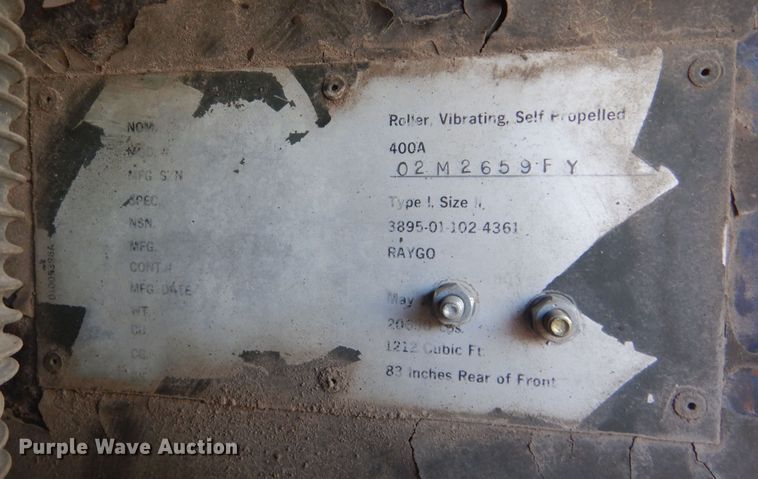 NOM. Roller, Vibrating, Self Propelled
MOD. # 400A
MFG S/N 02M2659FY
SPEC. Type I, Size II,
NSN. 3895-01-102-4361
MFG. RAYGO
CONT.#
MFG DATE May
WT.
CU. 1212 Cubic Ft.
CG. 83 Inches Rear of Front
Purple Wave Auction